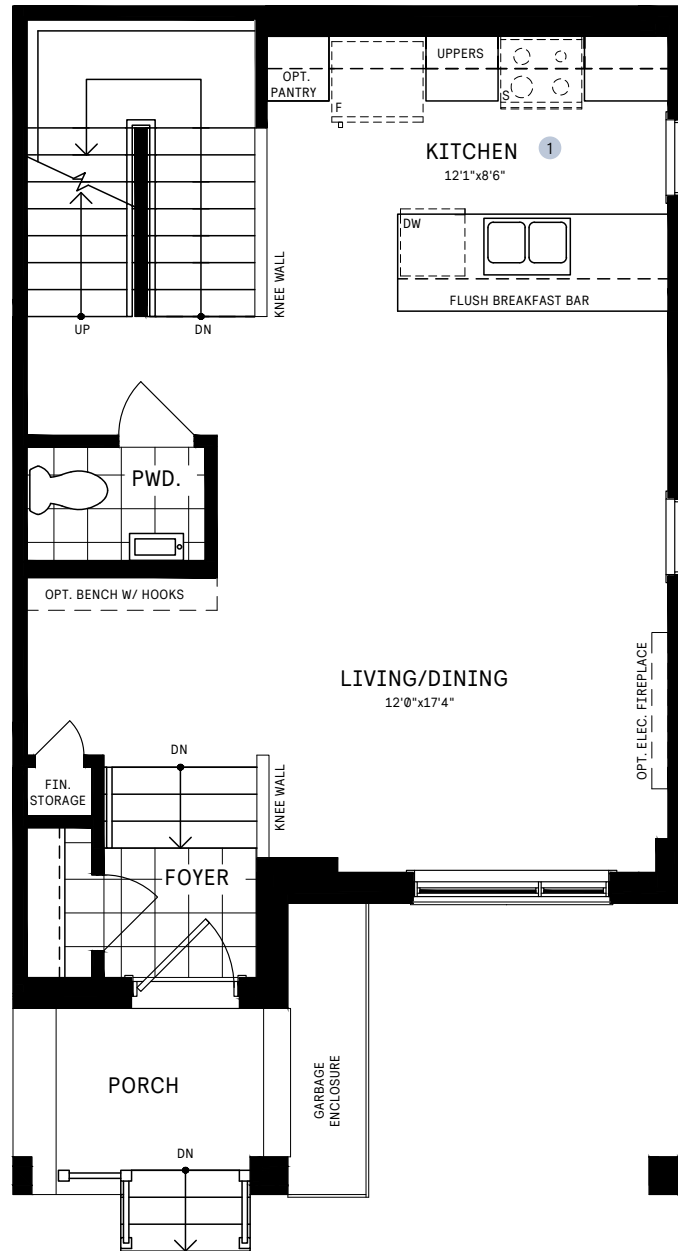 UPPERS
OPT.
PANTRY
F
S
KITCHEN 1
12'1"x8'6"
DW
FLUSH BREAKFAST BAR
KNEE WALL
UP
DN
PWD.
OPT. BENCH W/ HOOKS
LIVING/DINING
12'0"x17'4"
OPT. ELEC. FIREPLACE
DN
FIN.
STORAGE
KNEE WALL
FOYER
PORCH
GARBAGE
ENCLOSURE
DN